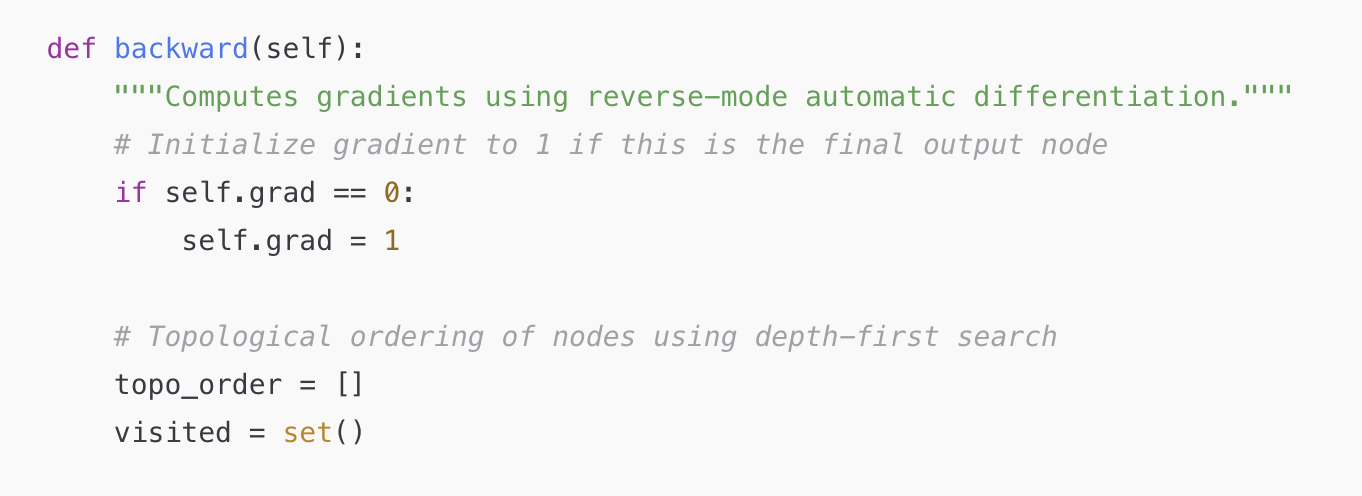 def backward(self):
    """Computes gradients using reverse-mode automatic differentiation."""
    # Initialize gradient to 1 if this is the final output node
    if self.grad == 0:
        self.grad = 1

    # Topological ordering of nodes using depth-first search
    topo_order = []
    visited = set()